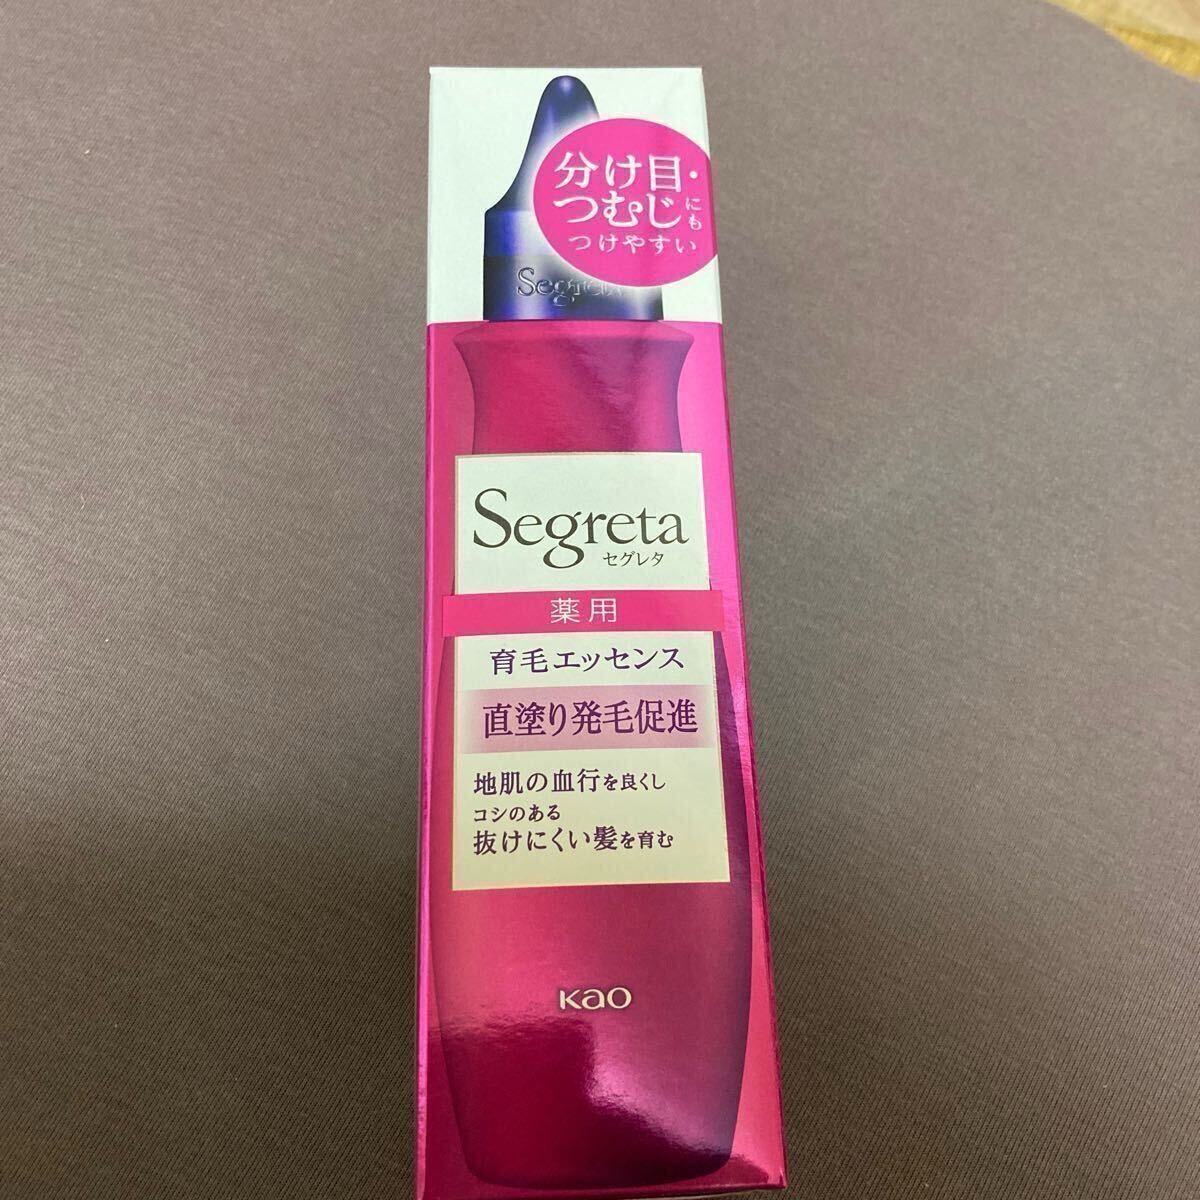 分け目・
つむじにも
つけやすい
Segreta
Segreta
セグレタ
薬用
育毛エッセンス
直塗り発毛促進
地肌の血行を良くし
コシのある
抜けにくい髪を育む
Kao